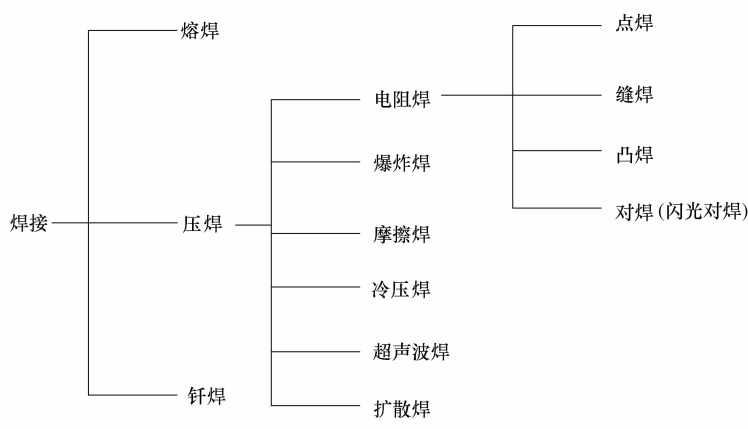 焊接
熔焊
压焊
钎焊
电阻焊
爆炸焊
摩擦焊
冷压焊
超声波焊
扩散焊
点焊
缝焊
凸焊
对焊(闪光对焊)